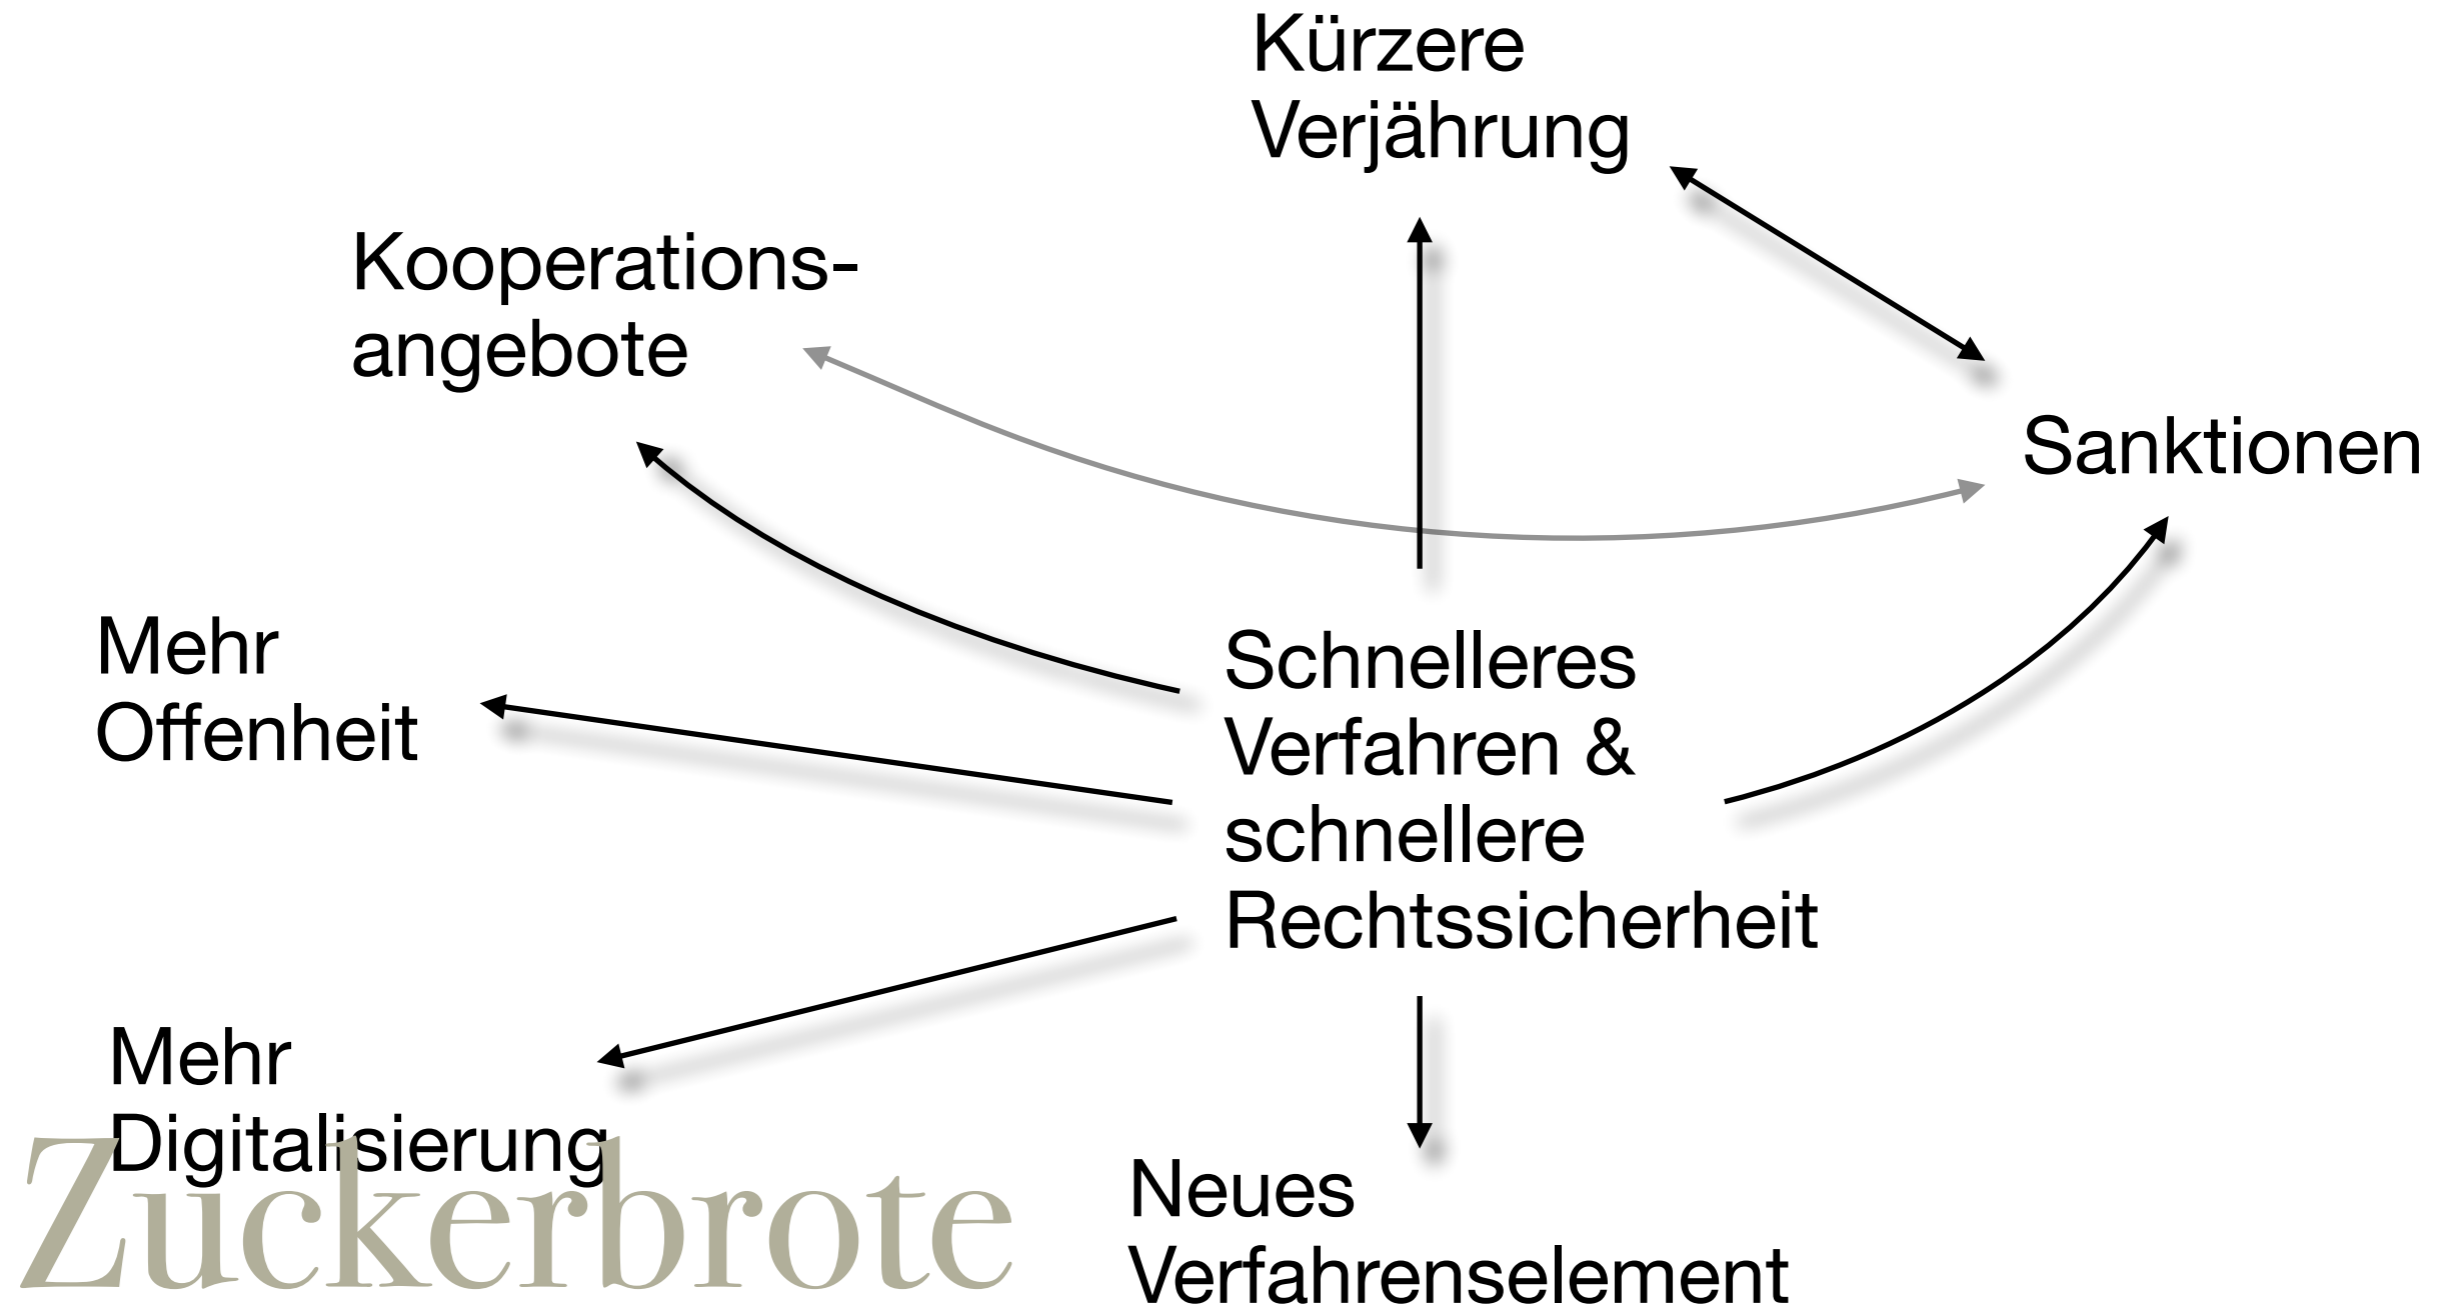 Kürzere
Verjährung
Kooperations-
angebote
Sanktionen
Mehr
Offenheit
Schnelleres
Verfahren &
schnellere
Rechtssicherheit
Mehr
Digitalisierung
Zuckerbrote
Neues
Verfahrenselement